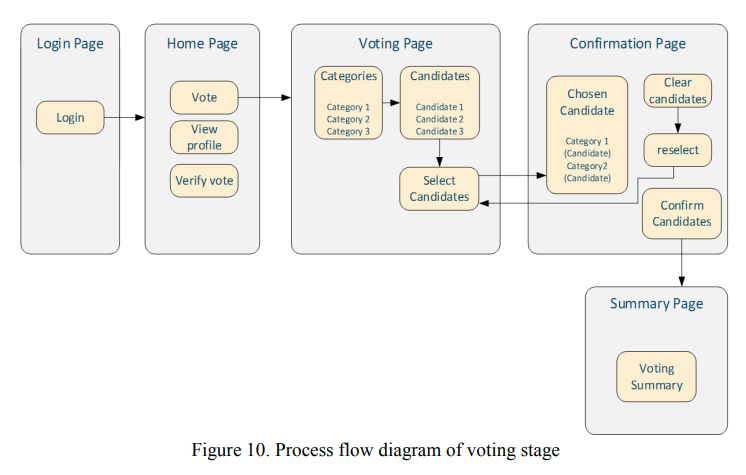 Login Page
Login
Home Page
Vote
View
profile
Verify vote
Voting Page
Categories
Category 1
Category 2
Category 3
Candidates
Candidate 1
Candidate 2
Candidate 3
Select
Candidates
Confirmation Page
Chosen
Candidate
Category 1
(Candidate)
Category2
(Candidate)
Clear
candidates
reselect
Confirm
Candidates
Summary Page
Voting
Summary
Figure 10. Process flow diagram of voting stage